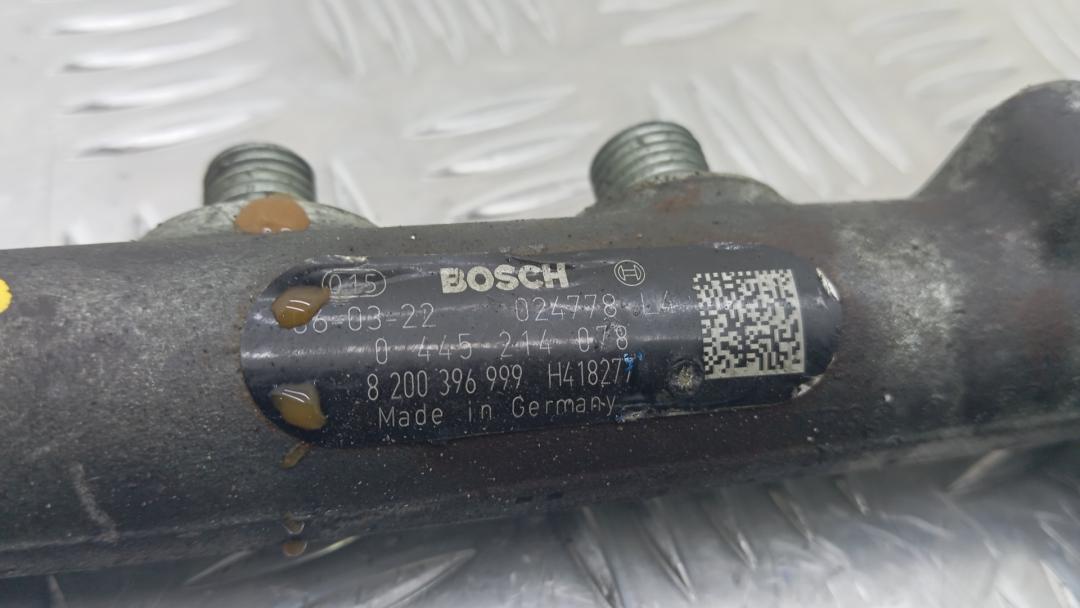 015 BOSCH
06-03-22 024778 L4
0 445 214 078
8 200 396 999 H418277
Made in Germany